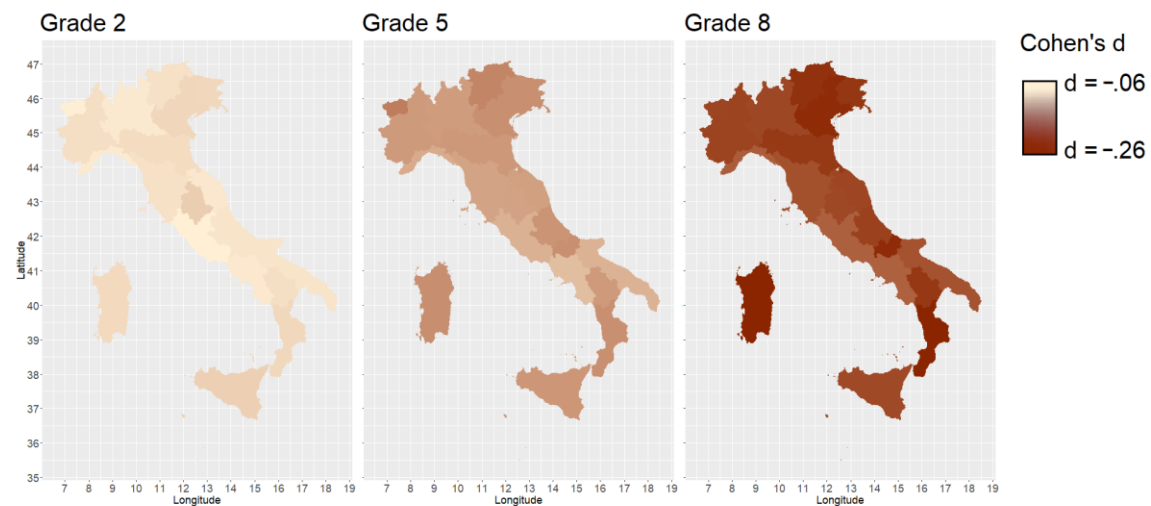 Grade 2
Grade 5
Grade 8
Cohen's d
d = −.06
d = −.26
Latitude
47
46
45
44
43
42
41
40
39
38
37
36
35
7 8 9 10 11 12 13 14 15 16 17 18 19
7 8 9 10 11 12 13 14 15 16 17 18 19
7 8 9 10 11 12 13 14 15 16 17 18 19
Longitude
Longitude
Longitude